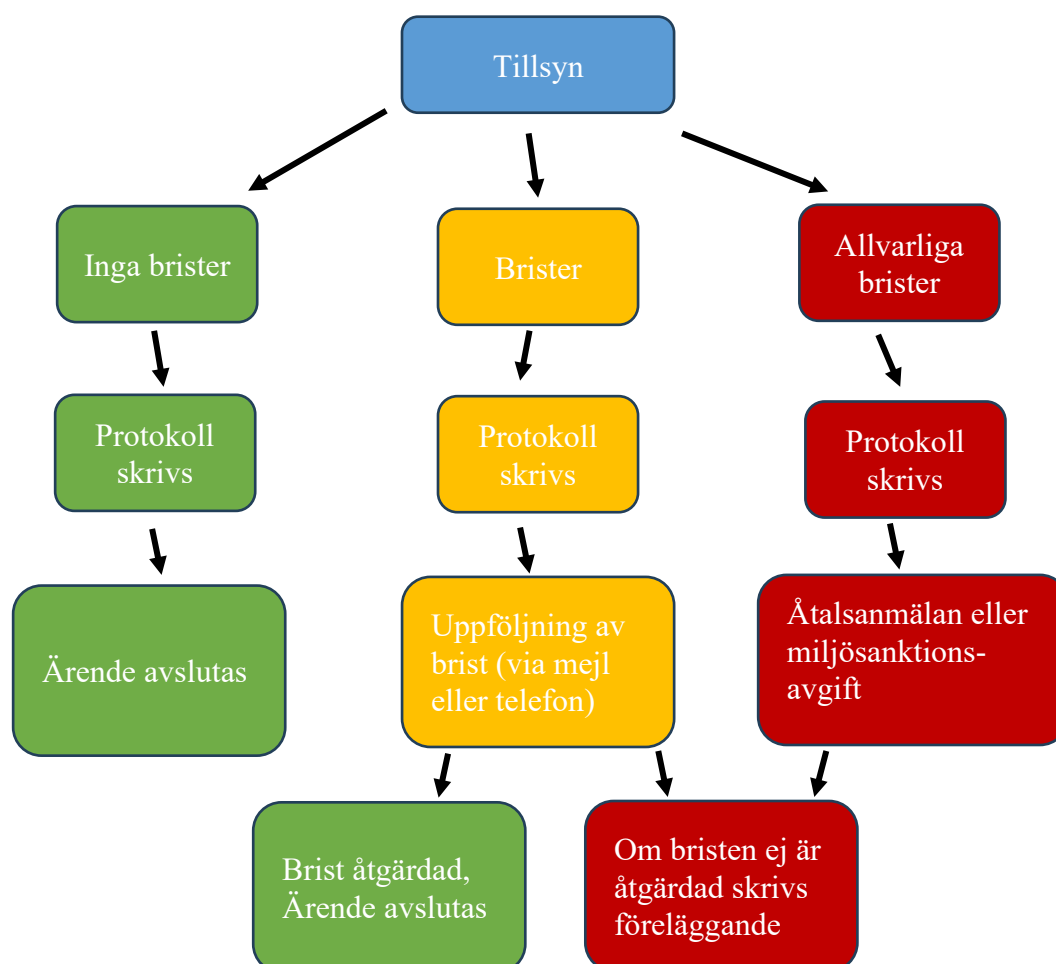 Tillsyn
Inga brister
Brister
Allvarliga
brister
Protokoll
skrivs
Protokoll
skrivs
Protokoll
skrivs
Ärende avslutas
Uppföljning av
brist (via mejl
eller telefon)
Åtalsanmälan eller
miljösanktions-
avgift
Brist åtgärdad,
Ärende avslutas
Om bristen ej är
åtgärdad skrivs
föreläggande